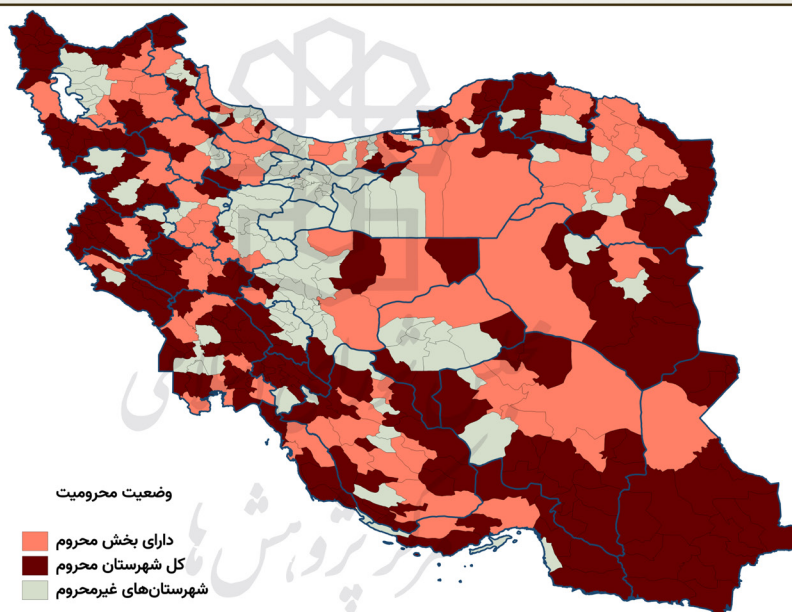 وضعیت محرومیت
دارای بخش محروم
کل شهرستان محروم
شهرستان‌های غیرمحروم